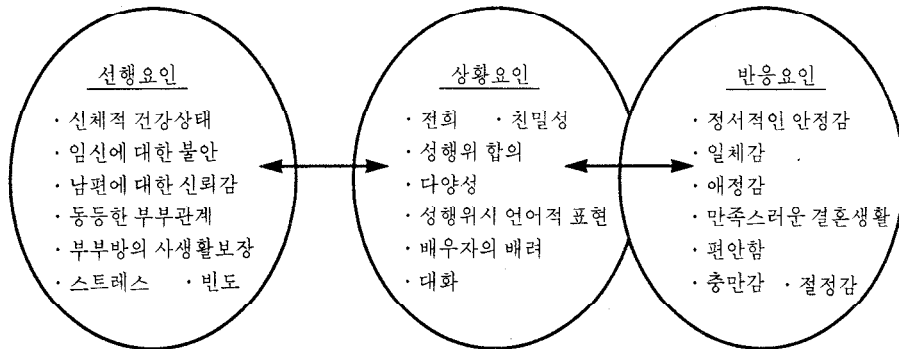 선행요인
· 신체적 건강상태
· 임신에 대한 불안
· 남편에 대한 신뢰감
· 동등한 부부관계
· 부부방의 사생활보장
· 스트레스 · 빈도
상황요인
· 전희 · 친밀성
· 성행위 합의
· 다양성
· 성행위시 언어적 표현
· 배우자의 배려
· 대화
반응요인
· 정서적인 안정감
· 일체감
· 애정감
· 만족스러운 결혼생활
· 편안함
· 충만감 · 절정감